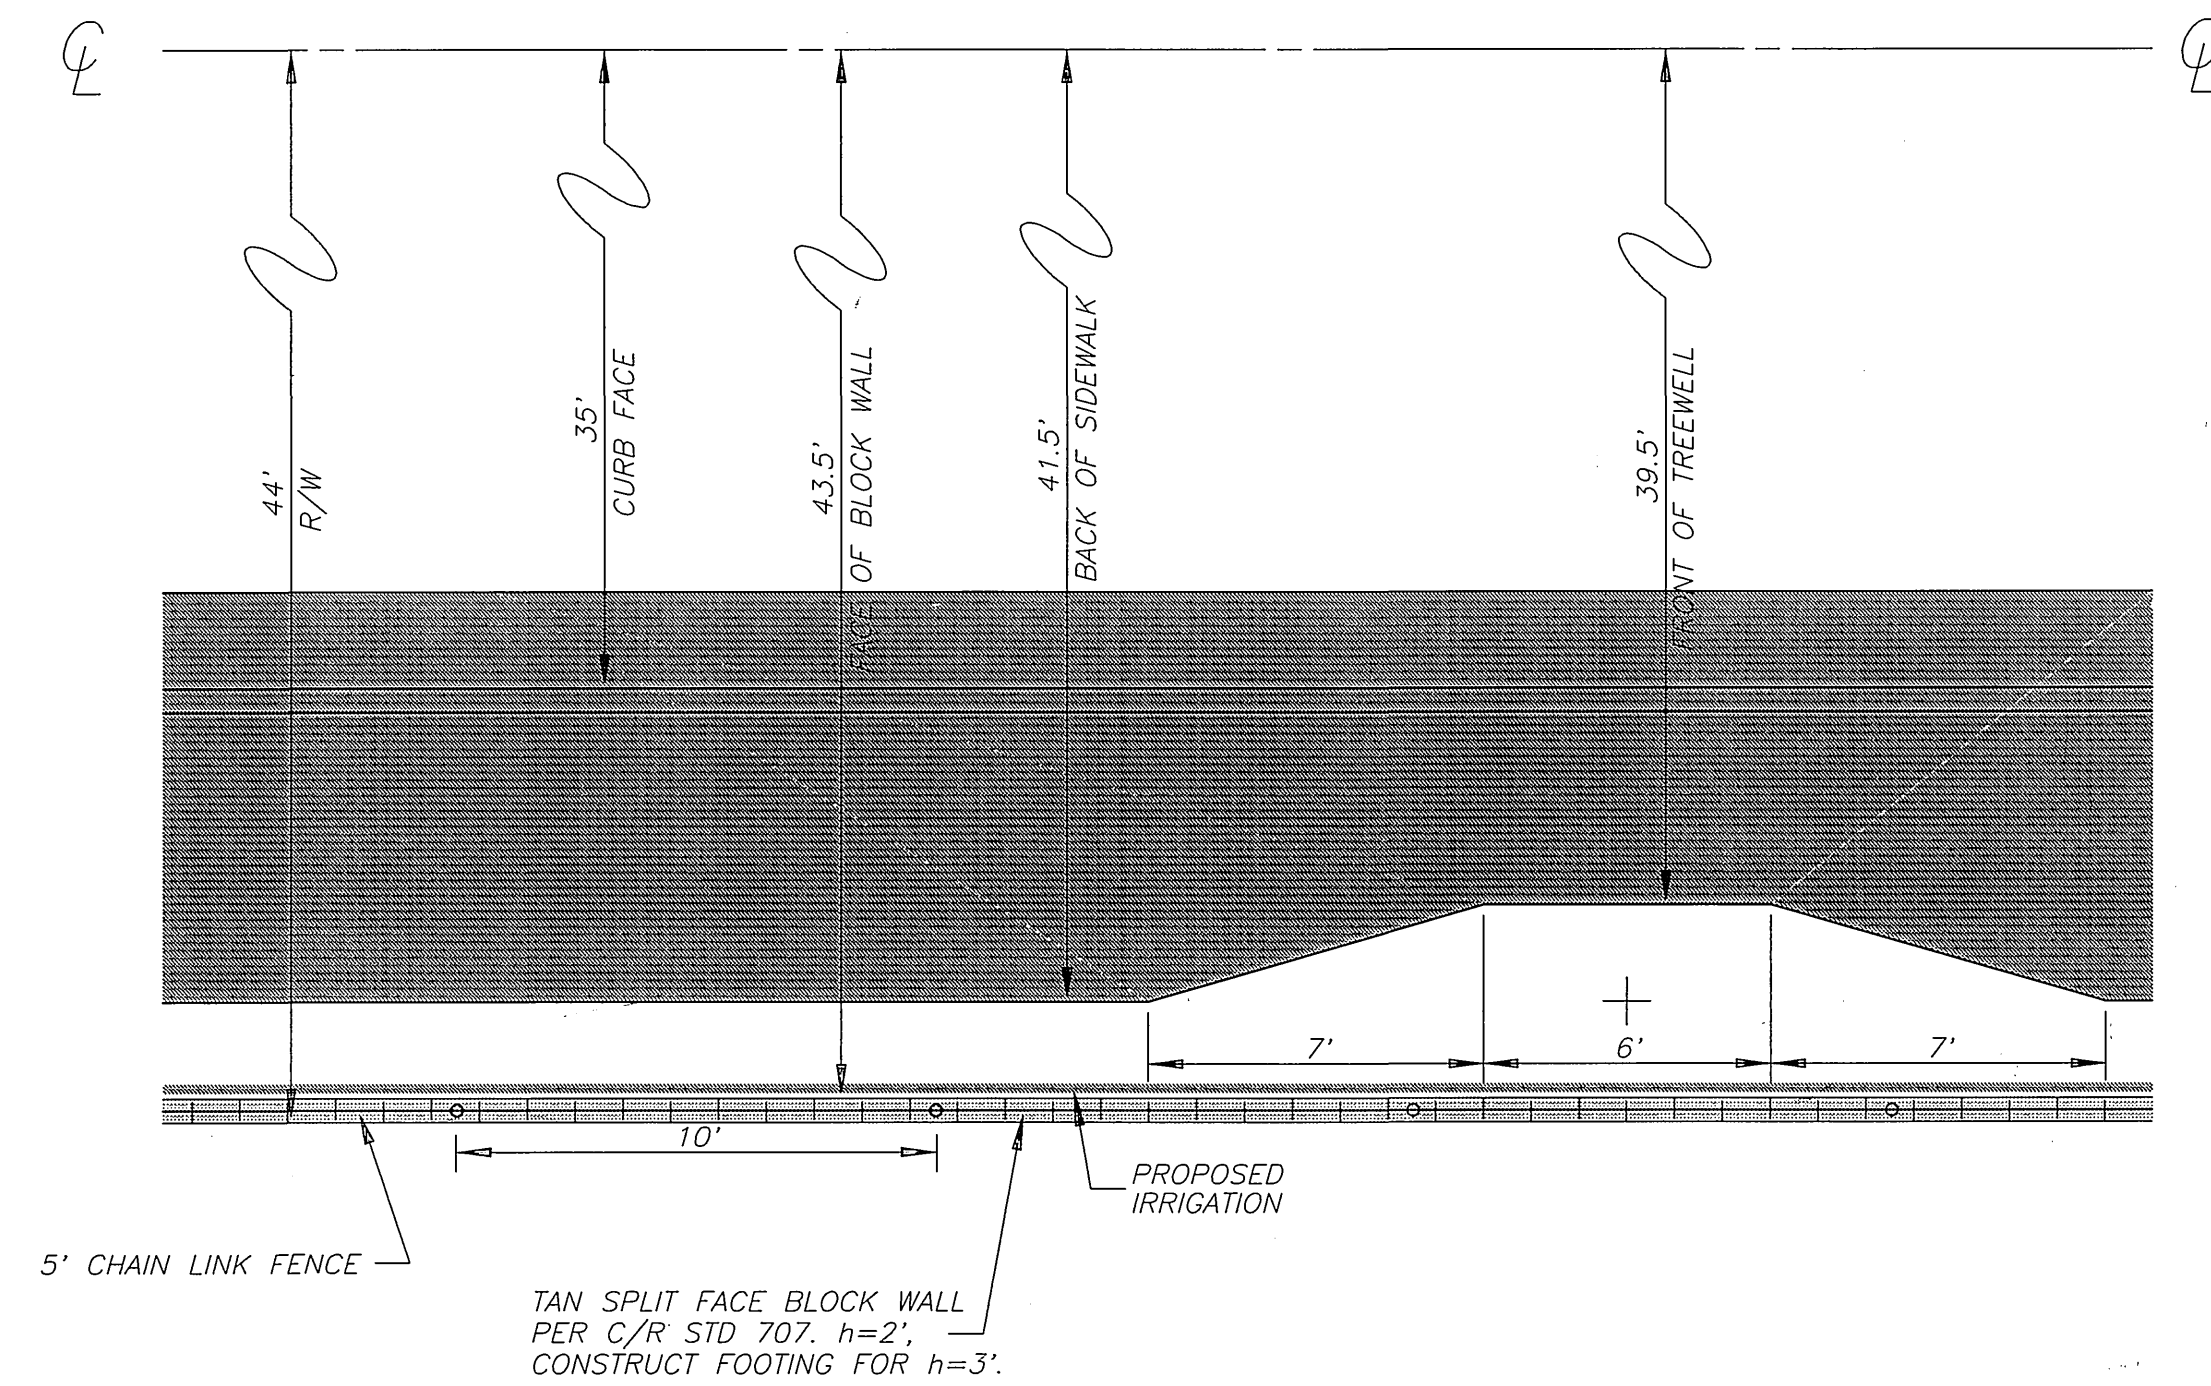 ℄
℄
44'
R/W
35'
CURB FACE
43.5'
FACE OF BLOCK WALL
41.5'
BACK OF SIDEWALK
39.5'
FRONT OF TREEWELL
7'
6'
7'
10'
PROPOSED
IRRIGATION
5' CHAIN LINK FENCE
TAN SPLIT FACE BLOCK WALL
PER C/R STD 707. h=2',
CONSTRUCT FOOTING FOR h=3'.